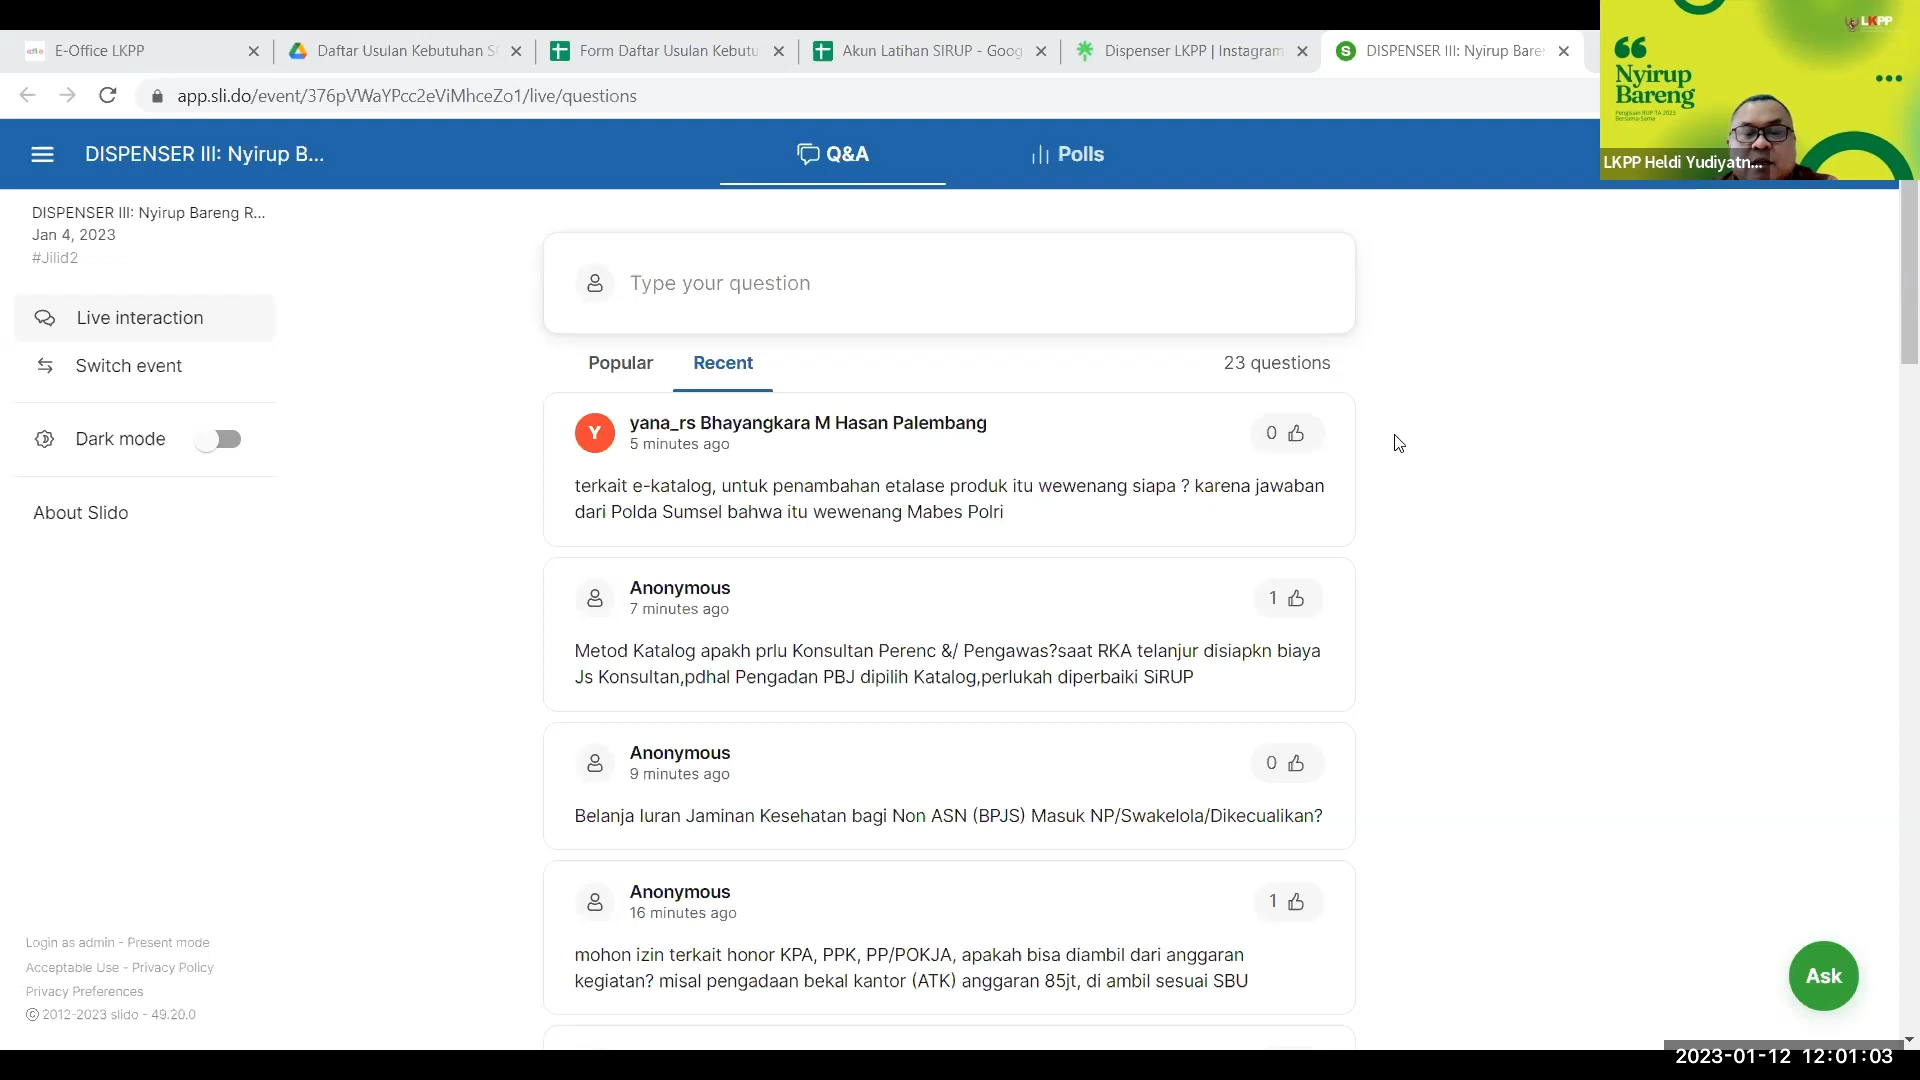 E-Office LKPP
Daftar Usulan Kebutuhan S
Form Daftar Usulan Kebutu
Akun Latihan SIRUP - Goog
Dispenser LKPP | Instagram
DISPENSER III: Nyirup Bare
app.sli.do/event/376pVWaYPcc2eViMhceZo1/live/questions
LKPP
Nyirup
Bareng
Pengisian RUP TA 2023
Bersama-Sama
LKPP Heldi Yudiyatn...
DISPENSER III: Nyirup B...
Q&A
Polls
DISPENSER III: Nyirup Bareng R...
Jan 4, 2023
#Jilid2
Live interaction
Switch event
Dark mode
About Slido
Type your question
Popular
Recent
23 questions
Y
yana_rs Bhayangkara M Hasan Palembang
5 minutes ago
0
terkait e-katalog, untuk penambahan etalase produk itu wewenang siapa ? karena jawaban
dari Polda Sumsel bahwa itu wewenang Mabes Polri
Anonymous
7 minutes ago
1
Metod Katalog apakh prlu Konsultan Perenc &/ Pengawas?saat RKA telanjur disiapkn biaya
Js Konsultan,pdhal Pengadan PBJ dipilih Katalog,perlukah diperbaiki SiRUP
Anonymous
9 minutes ago
0
Belanja Iuran Jaminan Kesehatan bagi Non ASN (BPJS) Masuk NP/Swakelola/Dikecualikan?
Anonymous
16 minutes ago
1
mohon izin terkait honor KPA, PPK, PP/POKJA, apakah bisa diambil dari anggaran
kegiatan? misal pengadaan bekal kantor (ATK) anggaran 85jt, di ambil sesuai SBU
Login as admin - Present mode
Acceptable Use - Privacy Policy
Privacy Preferences
© 2012-2023 slido - 49.20.0
Ask
2023-01-12 12:01:03